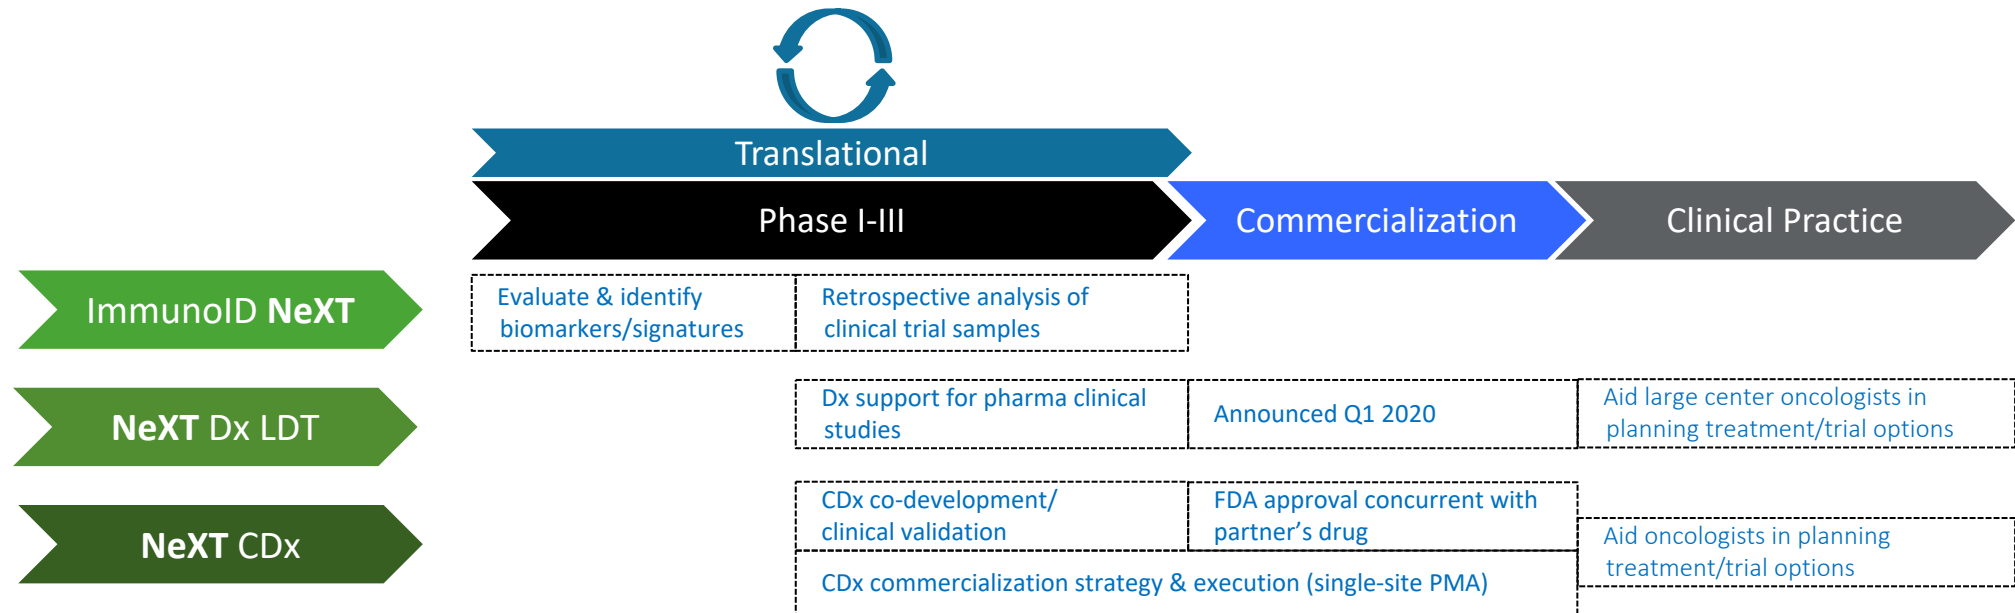 Translational
Phase I-III
Commercialization
Clinical Practice
ImmunoID NeXT
Evaluate & identify
biomarkers/signatures
Retrospective analysis of
clinical trial samples
NeXT Dx LDT
Dx support for pharma clinical
studies
Announced Q1 2020
Aid large center oncologists in
planning treatment/trial options
NeXT CDx
CDx co-development/
clinical validation
FDA approval concurrent with
partner’s drug
Aid oncologists in planning
treatment/trial options
CDx commercialization strategy & execution (single-site PMA)